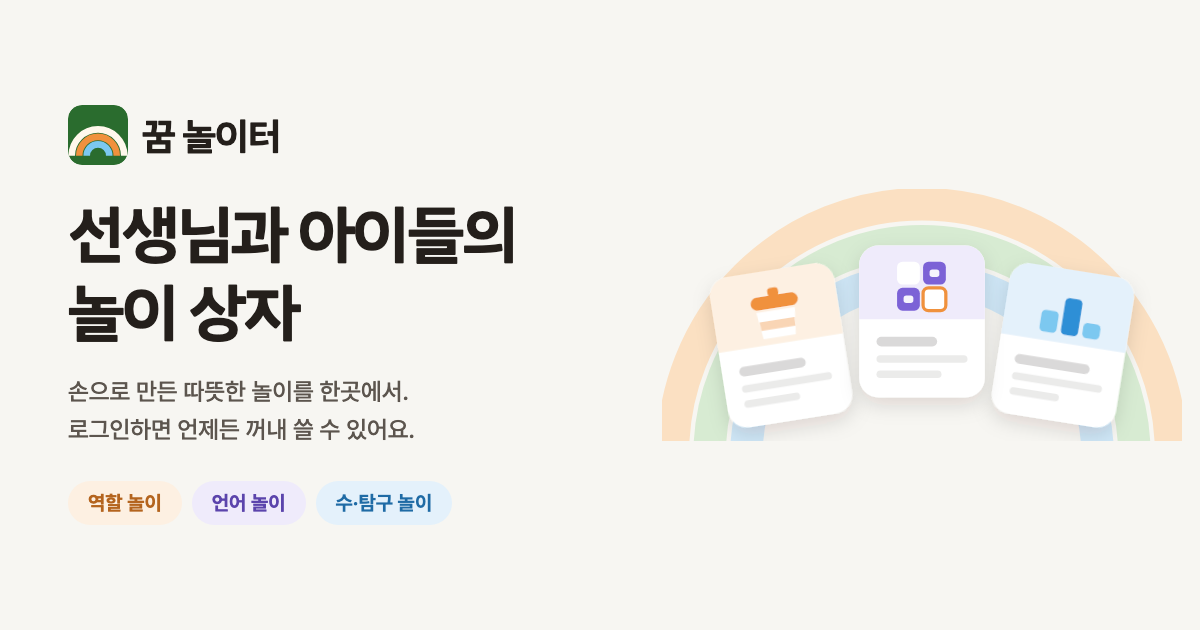 꿈 놀이터
선생님과 아이들의
놀이 상자
손으로 만든 따뜻한 놀이를 한곳에서.
로그인하면 언제든 꺼내 쓸 수 있어요.
역할 놀이
언어 놀이
수·탐구 놀이